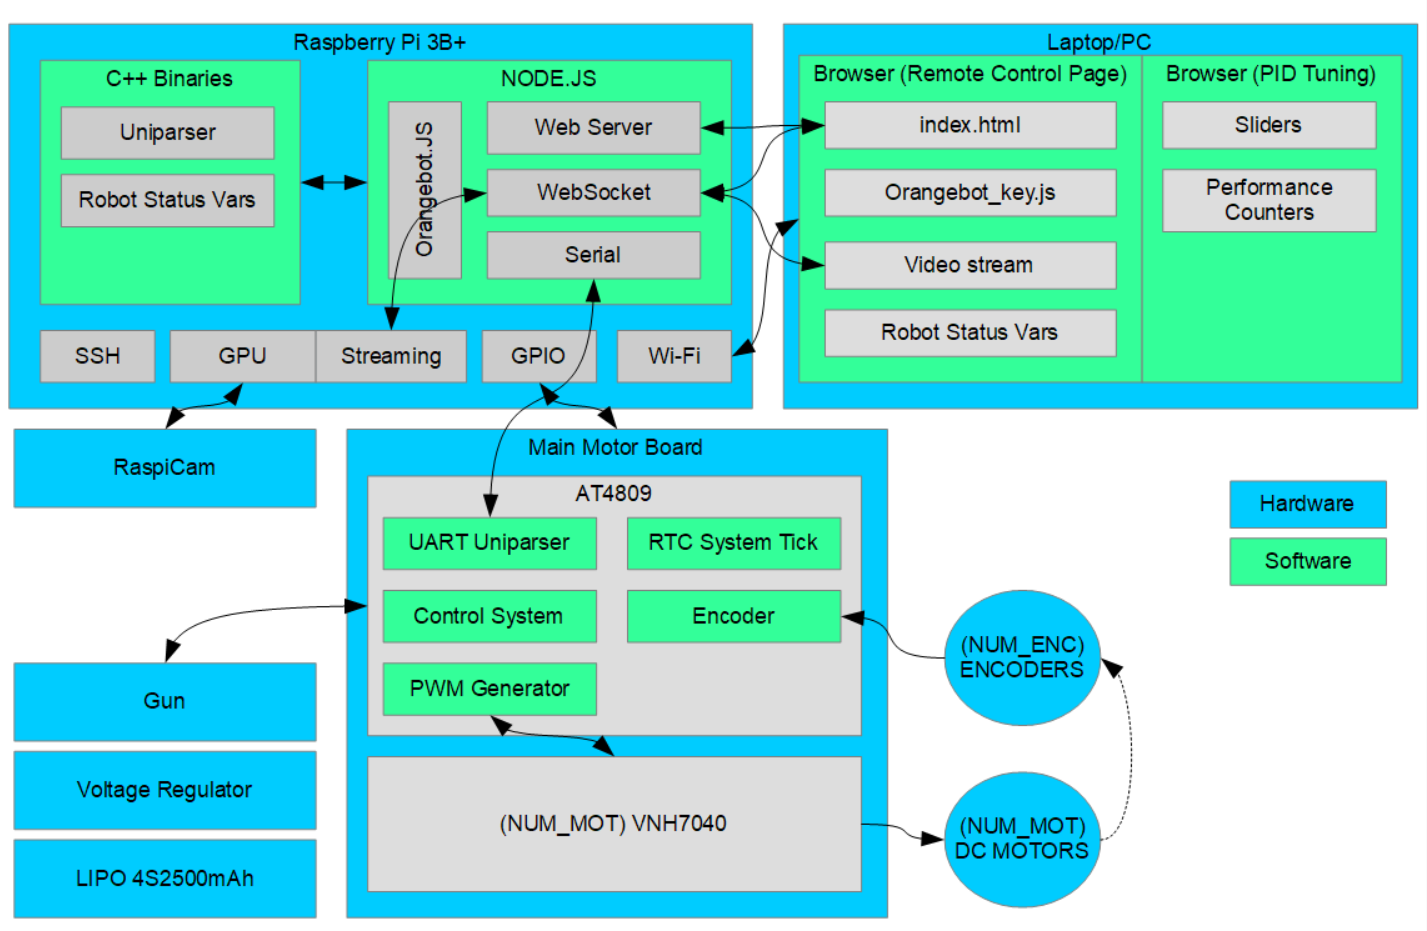 Raspberry Pi 3B+
C++ Binaries
Uniparser
Robot Status Vars
NODE.JS
Orangebot.JS
Web Server
WebSocket
Serial
SSH
GPU
Streaming
GPIO
Wi-Fi
Laptop/PC
Browser (Remote Control Page)
index.html
Orangebot_key.js
Video stream
Robot Status Vars
Browser (PID Tuning)
Sliders
Performance
Counters
RaspiCam
Main Motor Board
AT4809
UART Uniparser
RTC System Tick
Control System
Encoder
PWM Generator
(NUM_MOT) VNH7040
Hardware
Software
(NUM_ENC)
ENCODERS
(NUM_MOT)
DC MOTORS
Gun
Voltage Regulator
LIPO 4S2500mAh